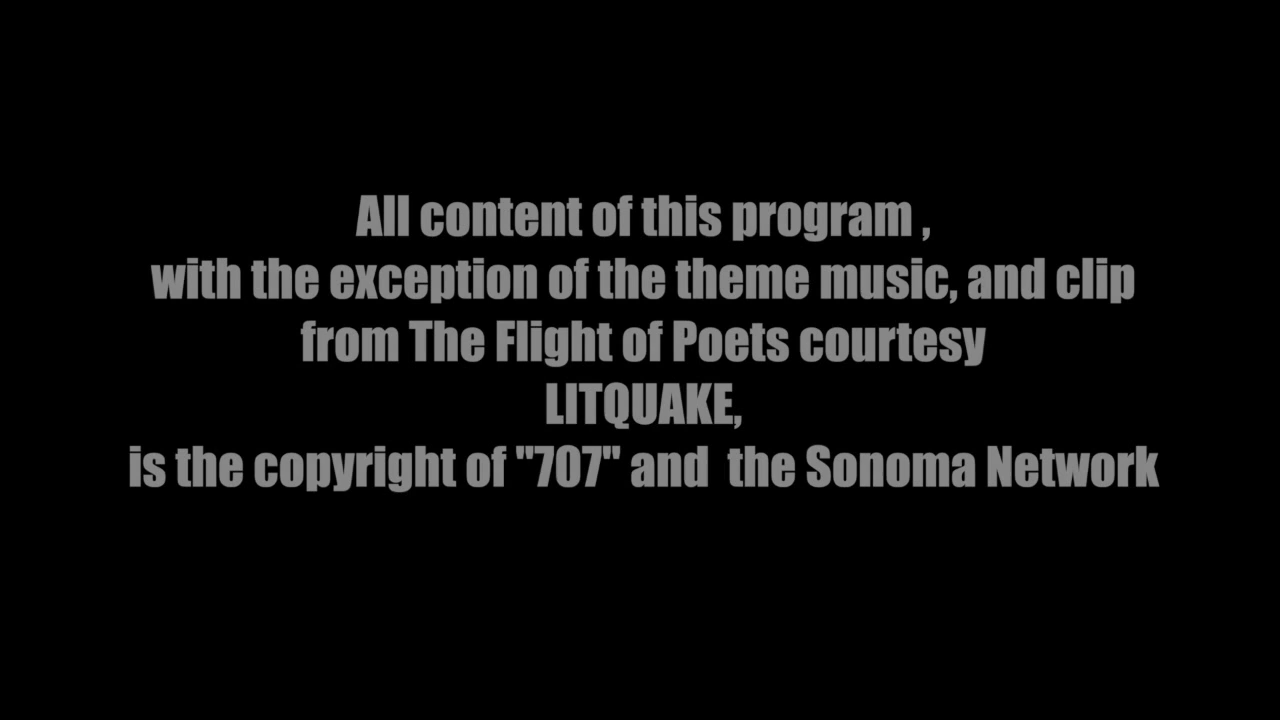 All content of this program ,
with the exception of the theme music, and clip
from The Flight of Poets courtesy
LITQUAKE,
is the copyright of "707" and  the Sonoma Network